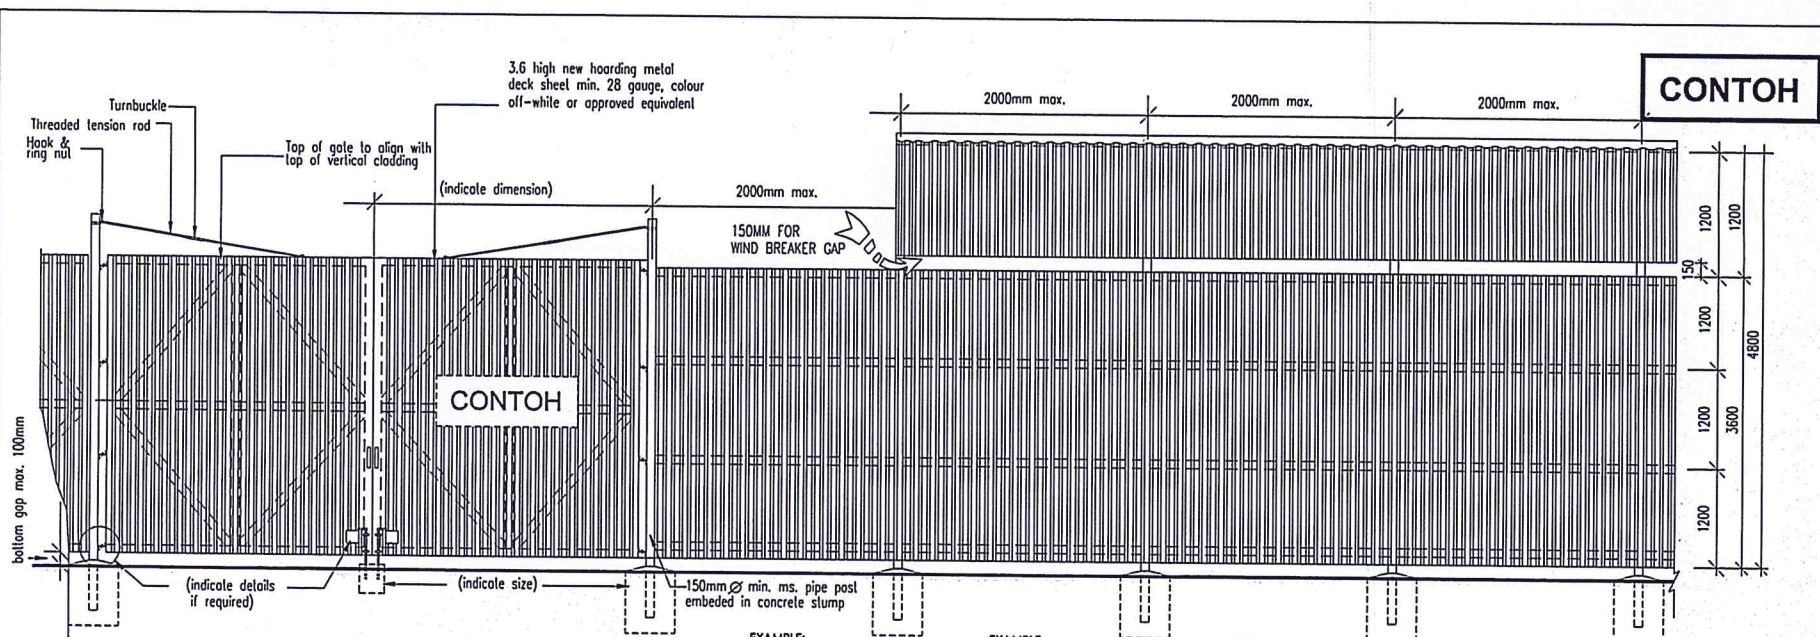 CONTOH
3.6 high new hoarding metal
deck sheet min. 28 gauge, colour
off-white or approved equivalent
2000mm max.
2000mm max.
2000mm max.
Turnbuckle
Threaded tension rod
Hook &
ring nut
Top of gate to align with
top of vertical cladding
(indicate dimension)
2000mm max.
150MM FOR
WIND BREAKER GAP
1200
1200
150
1200
4800
CONTOH
1200
3600
1200
bottom gap max. 100mm
(indicate details
if required)
(indicate size)
150mm Ø min. ms. pipe post
embeded in concrete stump
EXAMPLE:
EXAMPLE